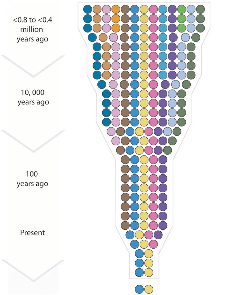 <0.8 to <0.4
million
years ago
10, 000
years ago
100
years ago
Present